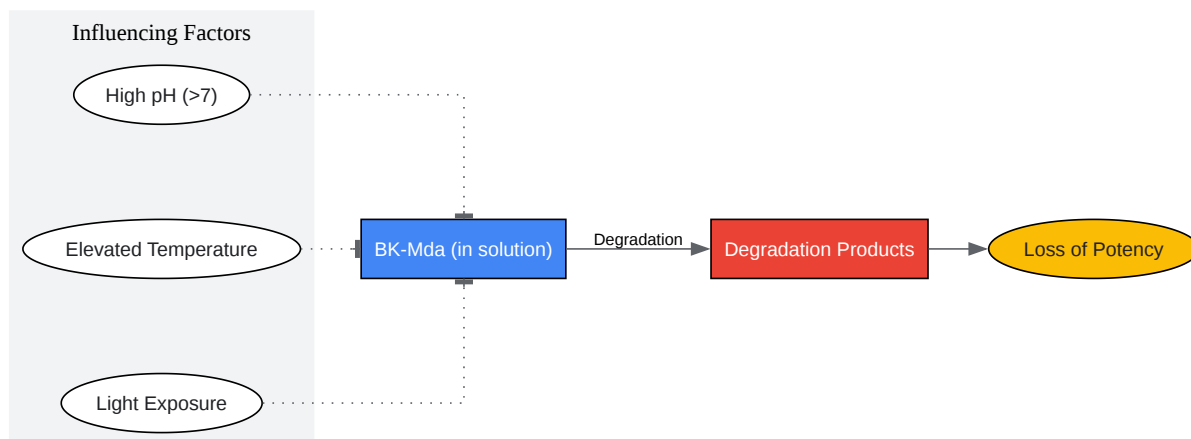 Influencing Factors
High pH (>7)
Elevated Temperature
BK-Mda (in solution)
Degradation
Degradation Products
Loss of Potency
Light Exposure